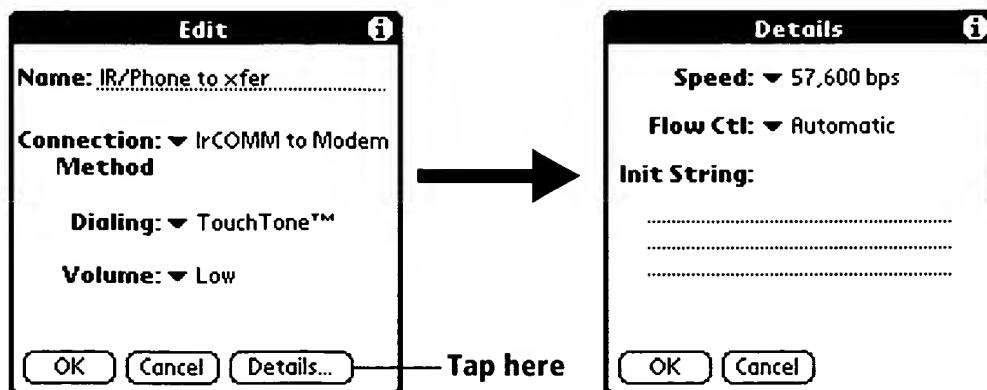 Edit
Name: IR/Phone to xfer
Connection: IrCOMM to Modem
Method
Dialing: TouchTone™
Volume: Low
OK Cancel Details...
Tap here
Details
Speed: 57,600 bps
Flow Ctl: Automatic
Init String:
OK Cancel